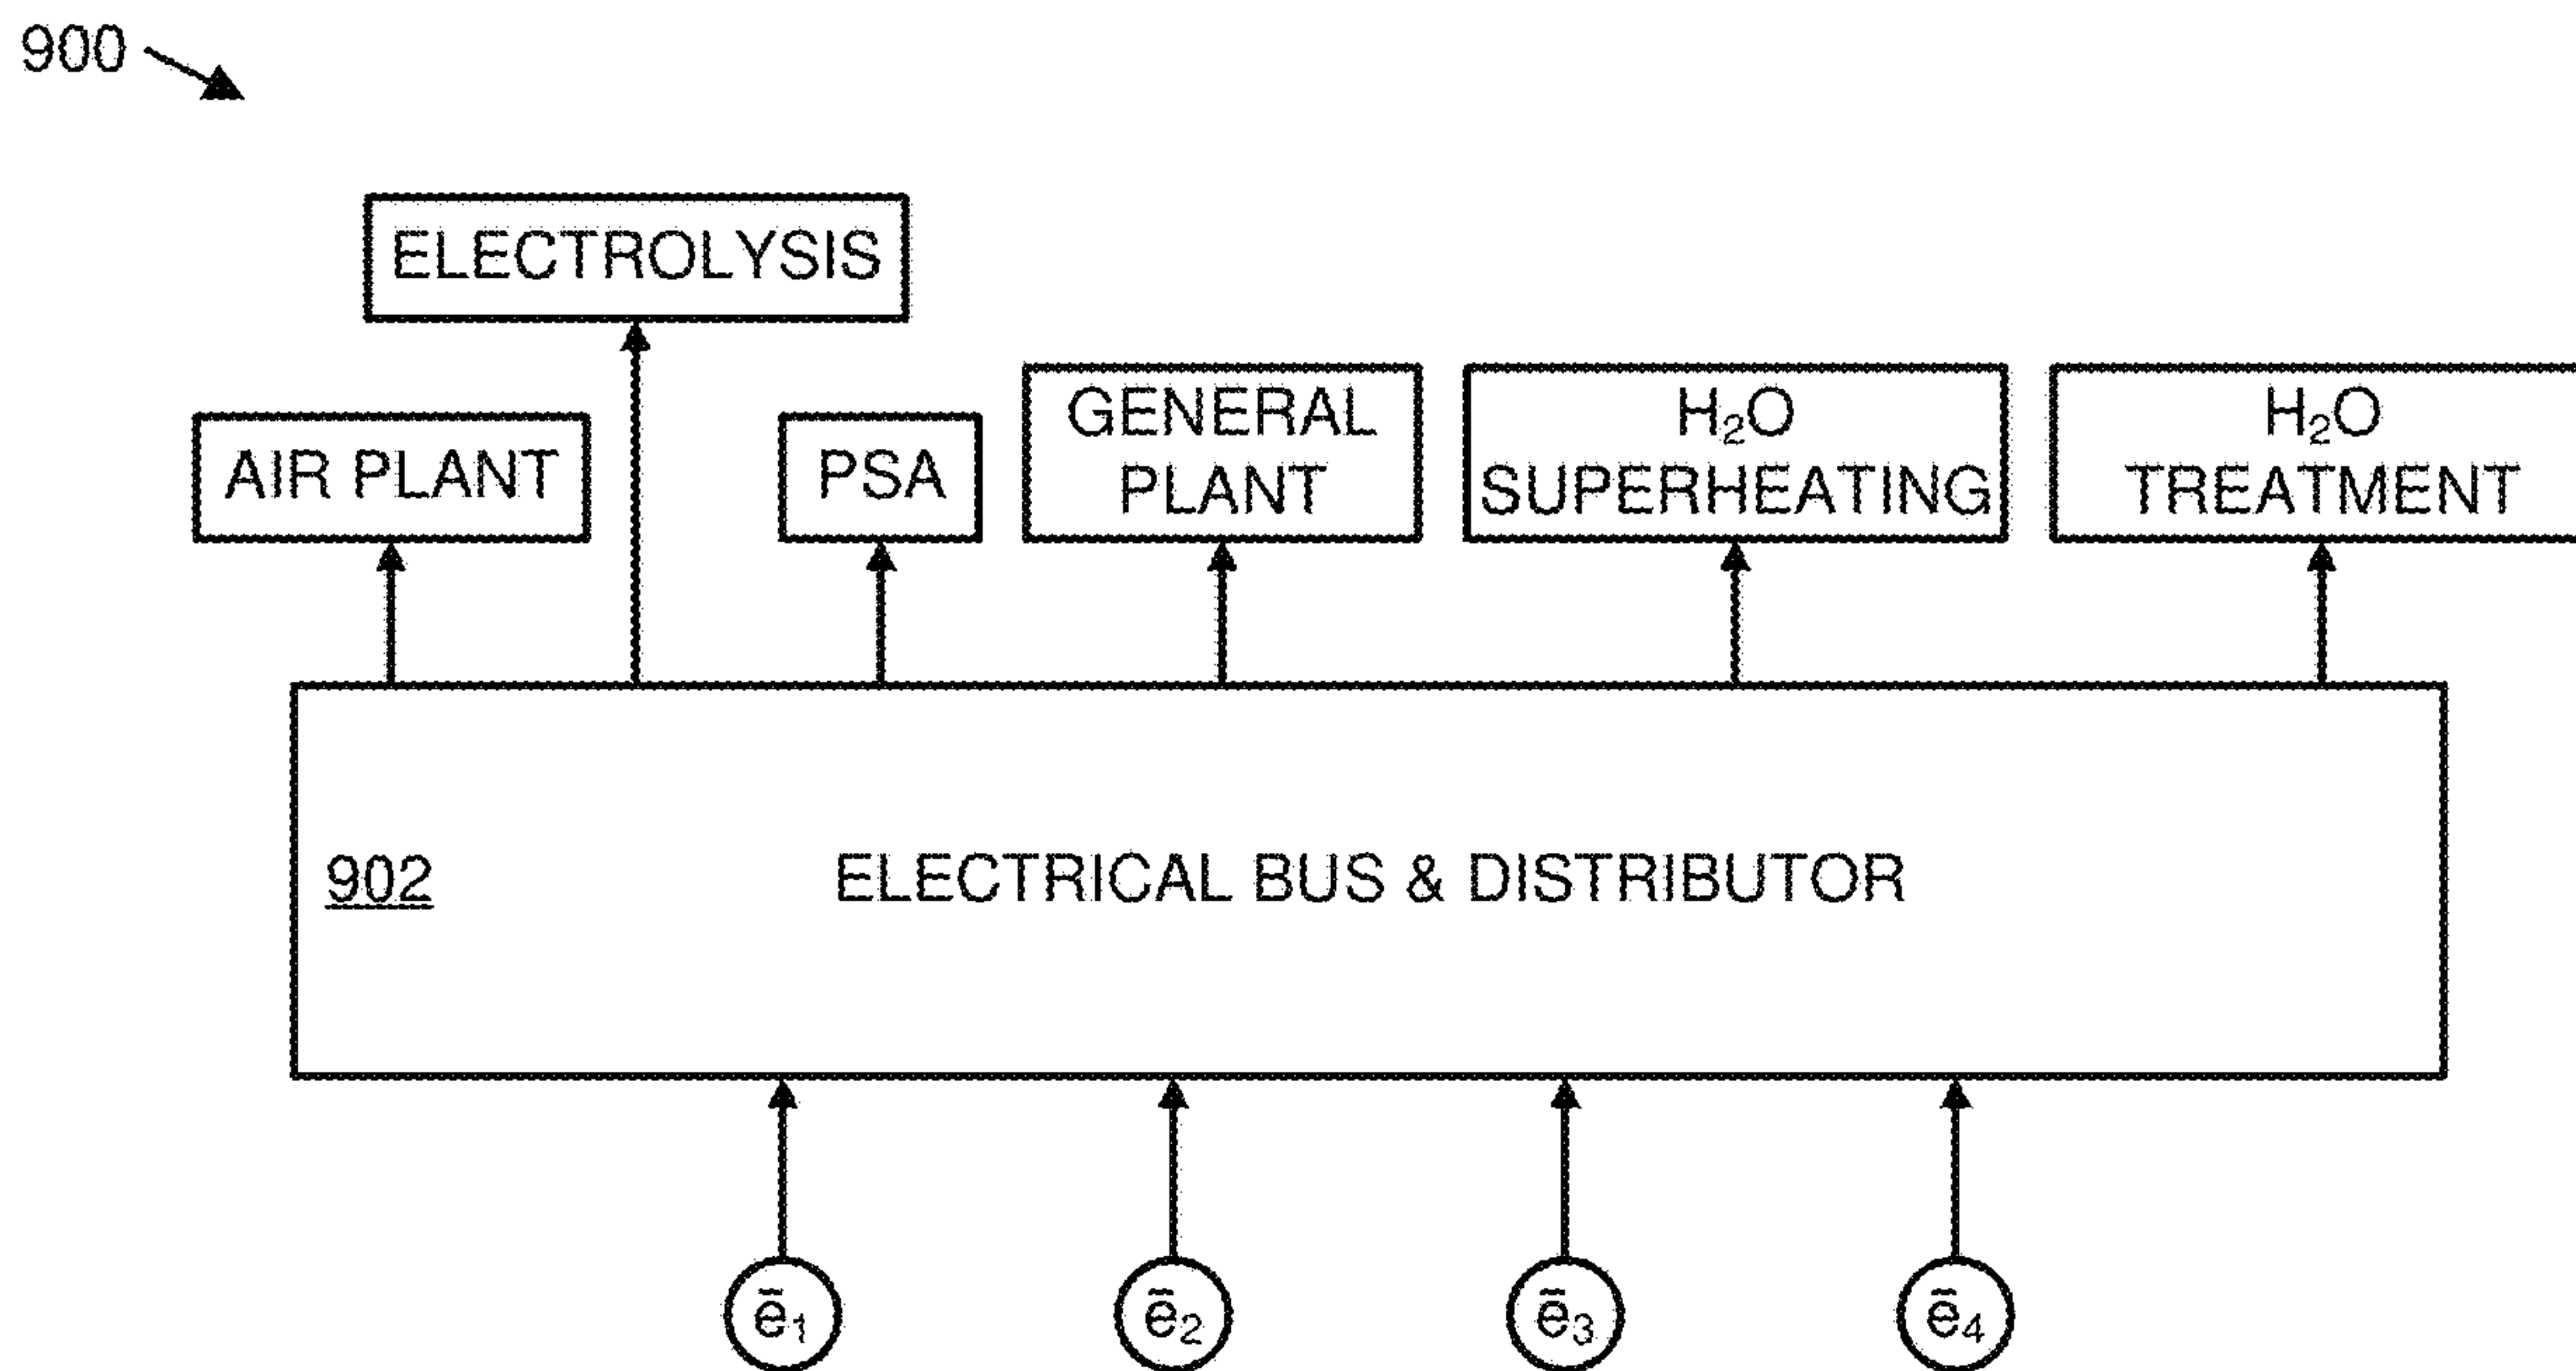 900
ELECTROLYSIS
AIR PLANT
PSA
GENERAL
PLANT
H₂O
SUPERHEATING
H₂O
TREATMENT
902
ELECTRICAL BUS & DISTRIBUTOR
ē₁
ē₂
ē₃
ē₄